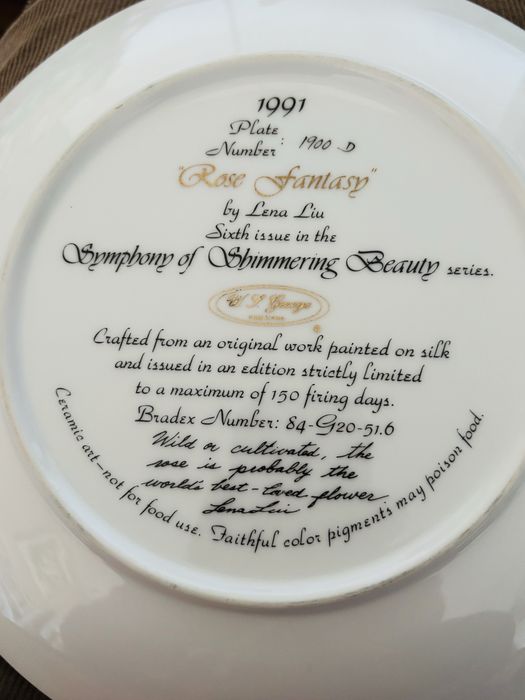 1991
Plate
Number: 1900 D
"Rose Fantasy"
by Lena Liu
Sixth issue in the
Symphony of Shimmering Beauty series.
W. L. George
®
Crafted from an original work painted on silk
and issued in an edition strictly limited
to a maximum of 150 firing days.
Bradex Number: 84-G20-51.6
Wild or cultivated, the
rose is probably the
world's best-loved flower
Lena Liu
Ceramic art—not for food use. Faithful color pigments may poison food.